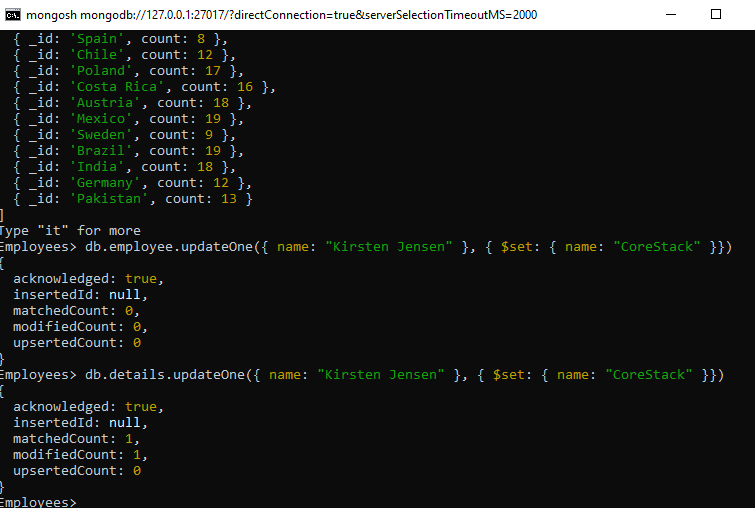 mongosh mongodb://127.0.0.1:27017/?directConnection=true&serverSelectionTimeoutMS=2000
{ _id: 'Spain', count: 8 },
{ _id: 'Chile', count: 12 },
{ _id: 'Poland', count: 17 },
{ _id: 'Costa Rica', count: 16 },
{ _id: 'Austria', count: 18 },
{ _id: 'Mexico', count: 19 },
{ _id: 'Sweden', count: 9 },
{ _id: 'Brazil', count: 19 },
{ _id: 'India', count: 18 },
{ _id: 'Germany', count: 12 },
{ _id: 'Pakistan', count: 13 }
]
Type "it" for more
Employees> db.employee.updateOne({ name: "Kirsten Jensen" }, { $set: { name: "CoreStack" }})
{
acknowledged: true,
insertedId: null,
matchedCount: 0,
modifiedCount: 0,
upsertedCount: 0
}
Employees> db.details.updateOne({ name: "Kirsten Jensen" }, { $set: { name: "CoreStack" }})
{
acknowledged: true,
insertedId: null,
matchedCount: 1,
modifiedCount: 1,
upsertedCount: 0
}
Employees>